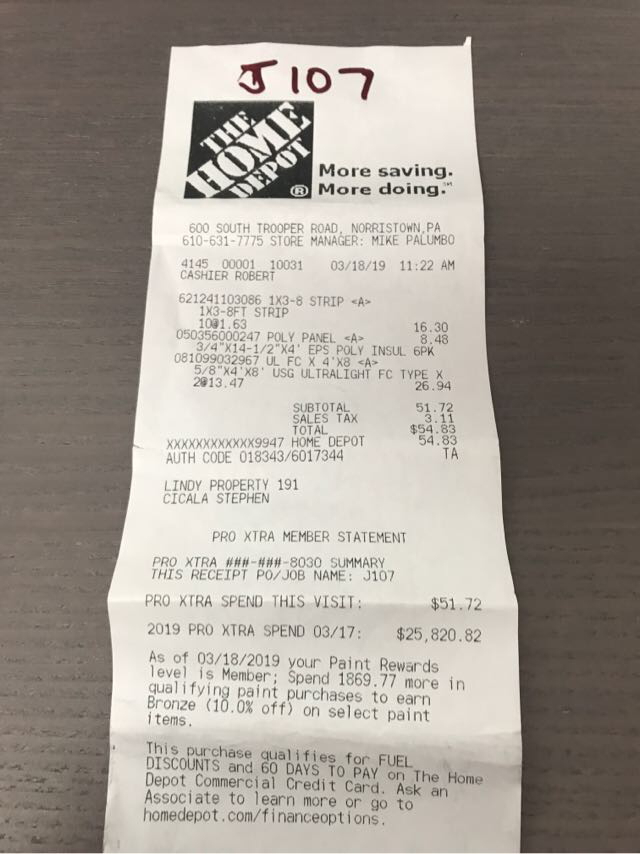 J107
THE
HOME
DEPOT
®
More saving.
More doing.℠
600 SOUTH TROOPER ROAD, NORRISTOWN,PA
610-631-7775 STORE MANAGER: MIKE PALUMBO
4145 00001 10031 03/18/19 11:22 AM
CASHIER ROBERT
621241103086 1X3-8 STRIP <A>
1X3-8FT STRIP
10@1.63 16.30
050356000247 POLY PANEL <A> 8.48
3/4"X14-1/2"X4' EPS POLY INSUL 6PK
081099032967 UL FC X 4'X8 <A>
5/8"X4'X8' USG ULTRALIGHT FC TYPE X
2@13.47 26.94
SUBTOTAL 51.72
SALES TAX 3.11
TOTAL $54.83
XXXXXXXXXXXX9947 HOME DEPOT 54.83
AUTH CODE 018343/6017344 TA
LINDY PROPERTY 191
CICALA STEPHEN
PRO XTRA MEMBER STATEMENT
PRO XTRA ###-###-8030 SUMMARY
THIS RECEIPT PO/JOB NAME: J107
PRO XTRA SPEND THIS VISIT: $51.72
2019 PRO XTRA SPEND 03/17: $25,820.82
As of 03/18/2019 your Paint Rewards
level is Member; Spend 1869.77 more in
qualifying paint purchases to earn
Bronze (10.0% off) on select paint
items.
This purchase qualifies for FUEL
DISCOUNTS and 60 DAYS TO PAY on The Home
Depot Commercial Credit Card. Ask an
Associate to learn more or go to
homedepot.com/financeoptions.